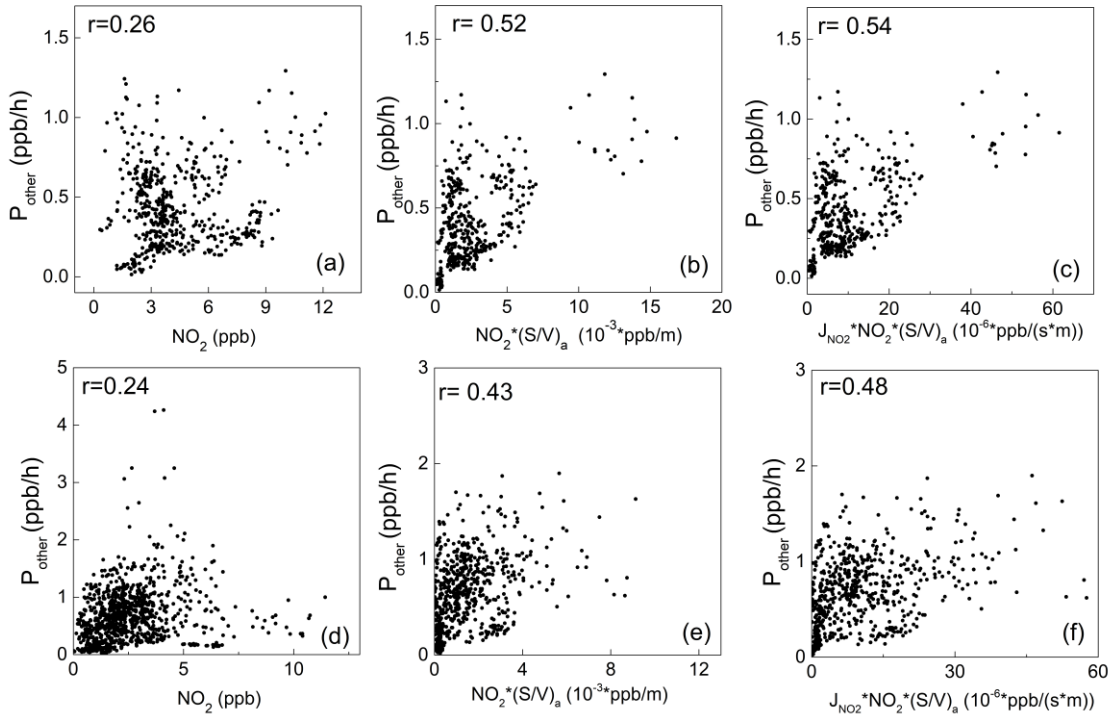 r=0.26
1.5
1.0
0.5
0.0
P_other (ppb/h)
0 3 6 9 12
NO₂ (ppb)
(a)
r= 0.52
1.5
1.0
0.5
0.0
P_other (ppb/h)
0 5 10 15 20
NO₂*(S/V)ₐ (10⁻³*ppb/m)
(b)
r= 0.54
1.5
1.0
0.5
0.0
P_other (ppb/h)
0 20 40 60
J_NO2*NO₂*(S/V)ₐ (10⁻⁶*ppb/(s*m))
(c)
r=0.24
5
4
3
2
1
0
P_other (ppb/h)
0 5 10
NO₂ (ppb)
(d)
r= 0.43
3
2
1
0
P_other (ppb/h)
0 4 8 12
NO₂*(S/V)ₐ (10⁻³*ppb/m)
(e)
r=0.48
3
2
1
0
P_other (ppb/h)
0 30 60
J_NO2*NO₂*(S/V)ₐ (10⁻⁶*ppb/(s*m))
(f)